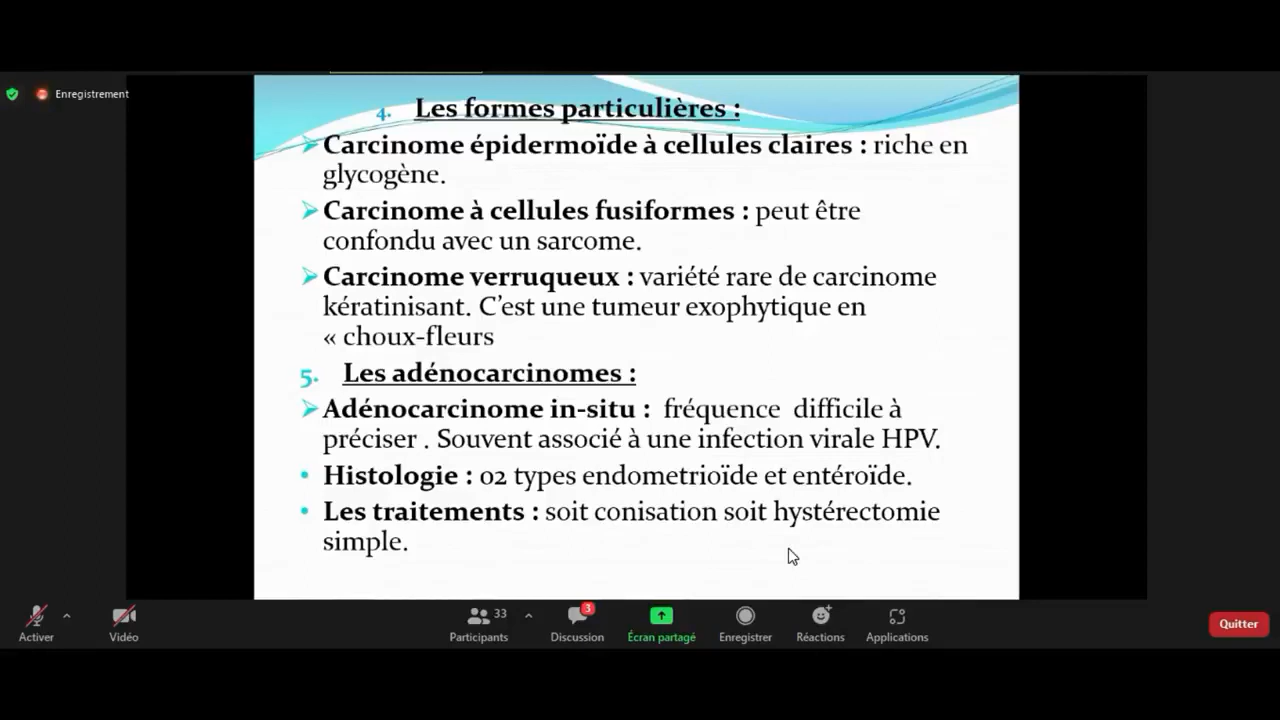 Enregistrement
4. Les formes particulières :
Carcinome épidermoïde à cellules claires : riche en
glycogène.
Carcinome à cellules fusiformes : peut être
confondu avec un sarcome.
Carcinome verruqueux : variété rare de carcinome
kératinisant. C’est une tumeur exophytique en
« choux-fleurs
5. Les adénocarcinomes :
Adénocarcinome in-situ : fréquence difficile à
préciser . Souvent associé à une infection virale HPV.
• Histologie : 02 types endometrioïde et entéroïde.
• Les traitements : soit conisation soit hystérectomie
simple.
33
3
Activer
Vidéo
Participants
Discussion
Écran partagé
Enregistrer
Réactions
Applications
Quitter